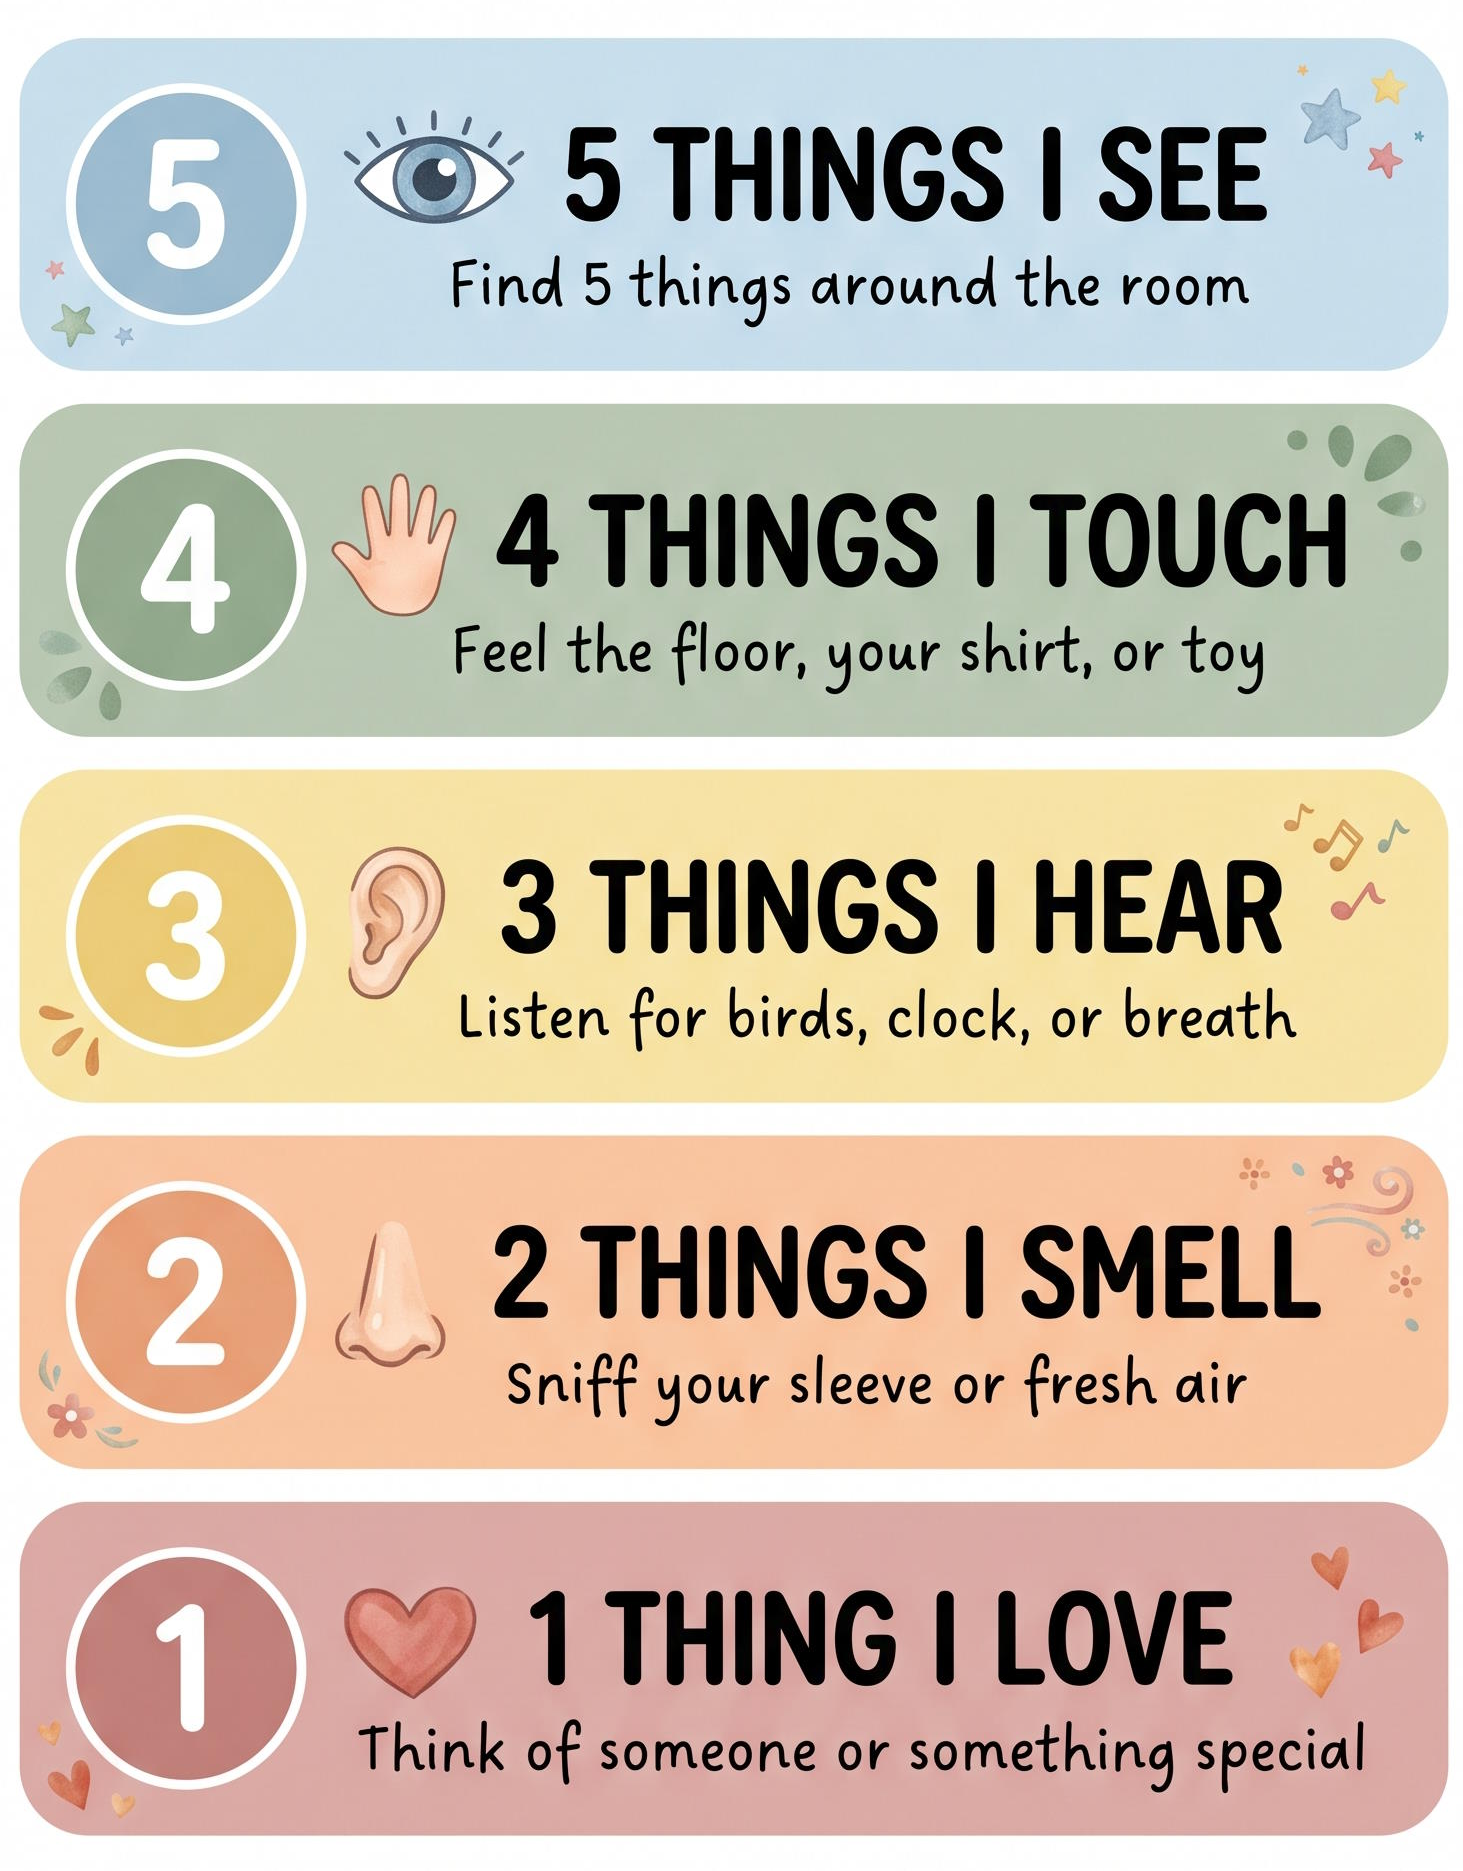 5
5 THINGS I SEE
Find 5 things around the room
4
4 THINGS I TOUCH
Feel the floor, your shirt, or toy
3
3 THINGS I HEAR
Listen for birds, clock, or breath
2
2 THINGS I SMELL
Sniff your sleeve or fresh air
1
1 THING I LOVE
Think of someone or something special